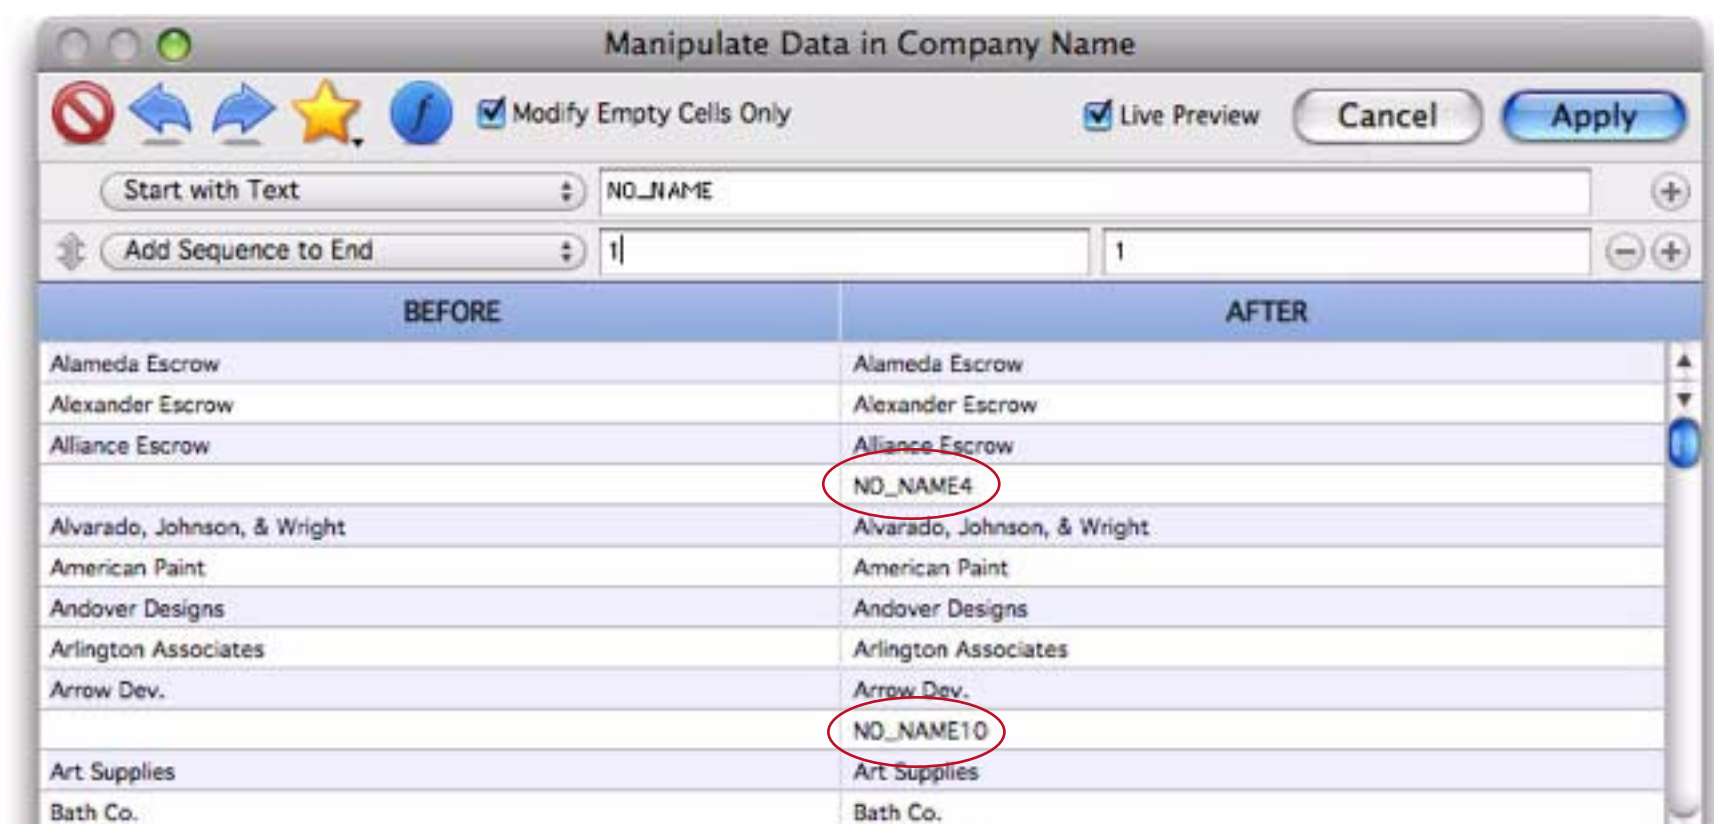 Manipulate Data in Company Name
f Modify Empty Cells Only Live Preview Cancel Apply
Start with Text NO_NAME
Add Sequence to End 1 1
BEFORE AFTER
Alameda Escrow Alameda Escrow
Alexander Escrow Alexander Escrow
Alliance Escrow Alliance Escrow
NO_NAME4
Alvarado, Johnson, & Wright Alvarado, Johnson, & Wright
American Paint American Paint
Andover Designs Andover Designs
Arlington Associates Arlington Associates
Arrow Dev. Arrow Dev.
NO_NAME10
Art Supplies Art Supplies
Bath Co. Bath Co.